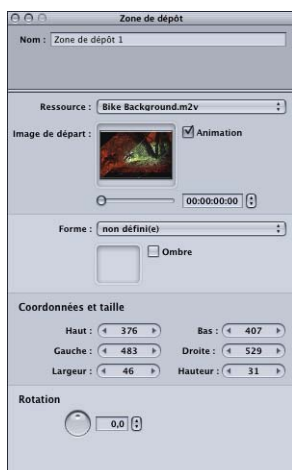 Zone de dépôt
Nom : Zone de dépôt 1
Ressource : Bike Background.m2v
Image de départ : Animation
00:00:00:00
Forme : non défini(e)
Ombre
Coordonnées et taille
Haut : 376 Bas : 407
Gauche : 483 Droite : 529
Largeur : 46 Hauteur : 31
Rotation
0,0